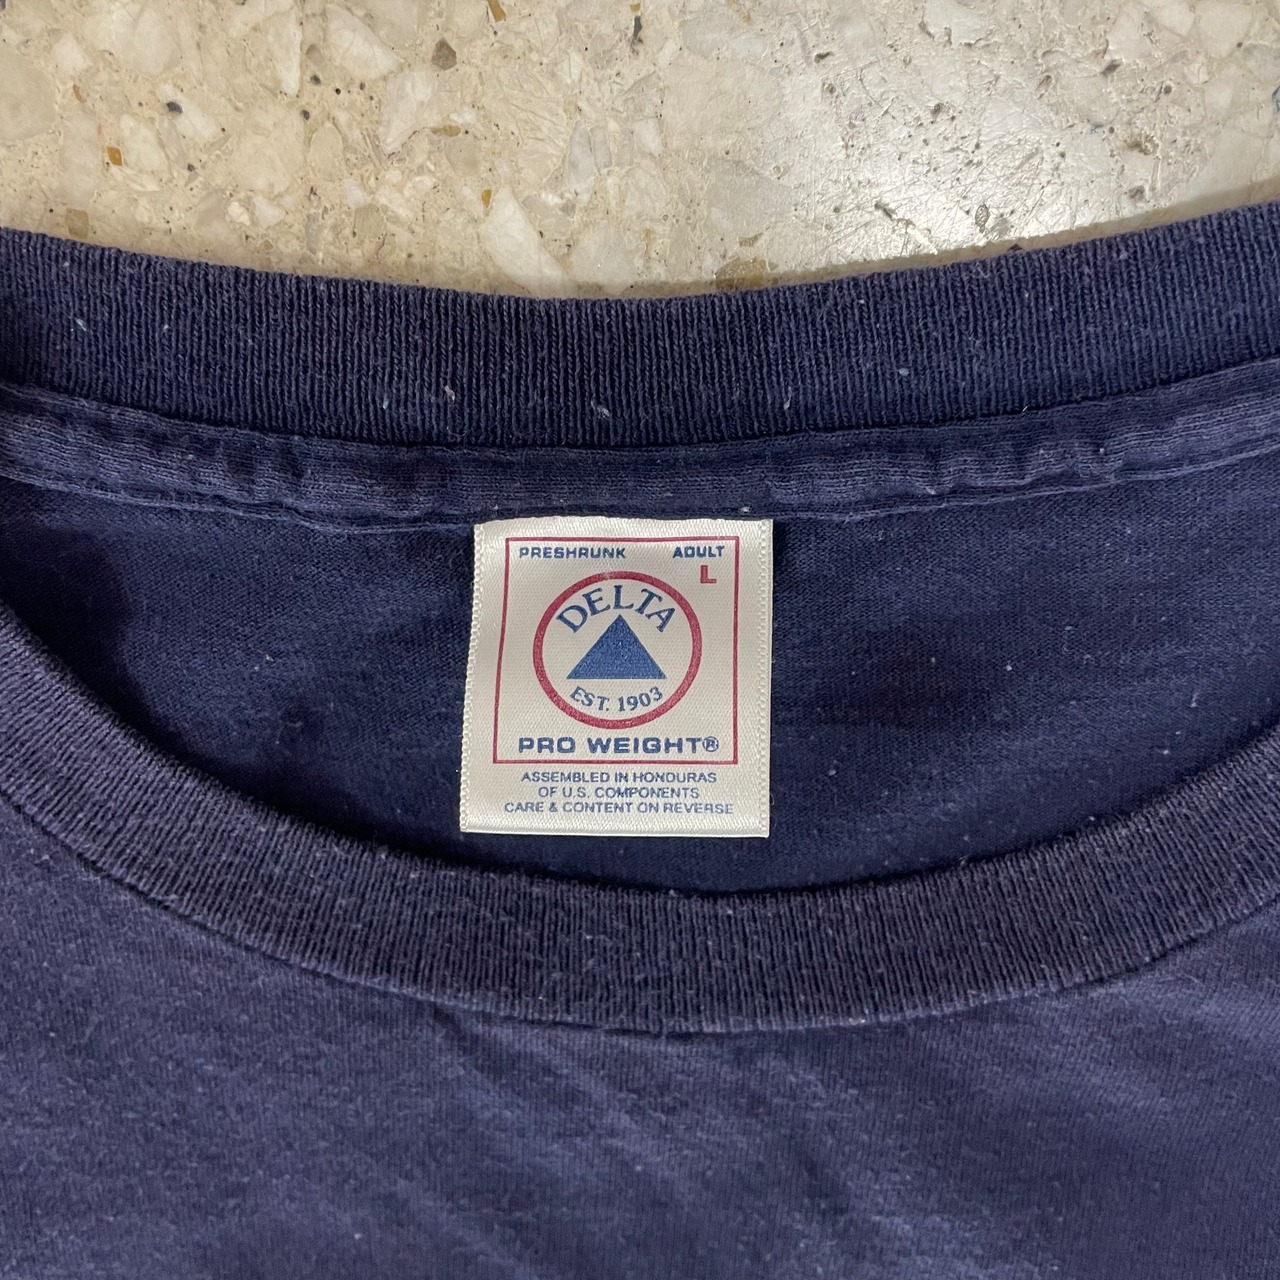 PRESHRUNK ADULT
L
DELTA
EST. 1903
PRO WEIGHT®
ASSEMBLED IN HONDURAS
OF U.S. COMPONENTS
CARE & CONTENT ON REVERSE